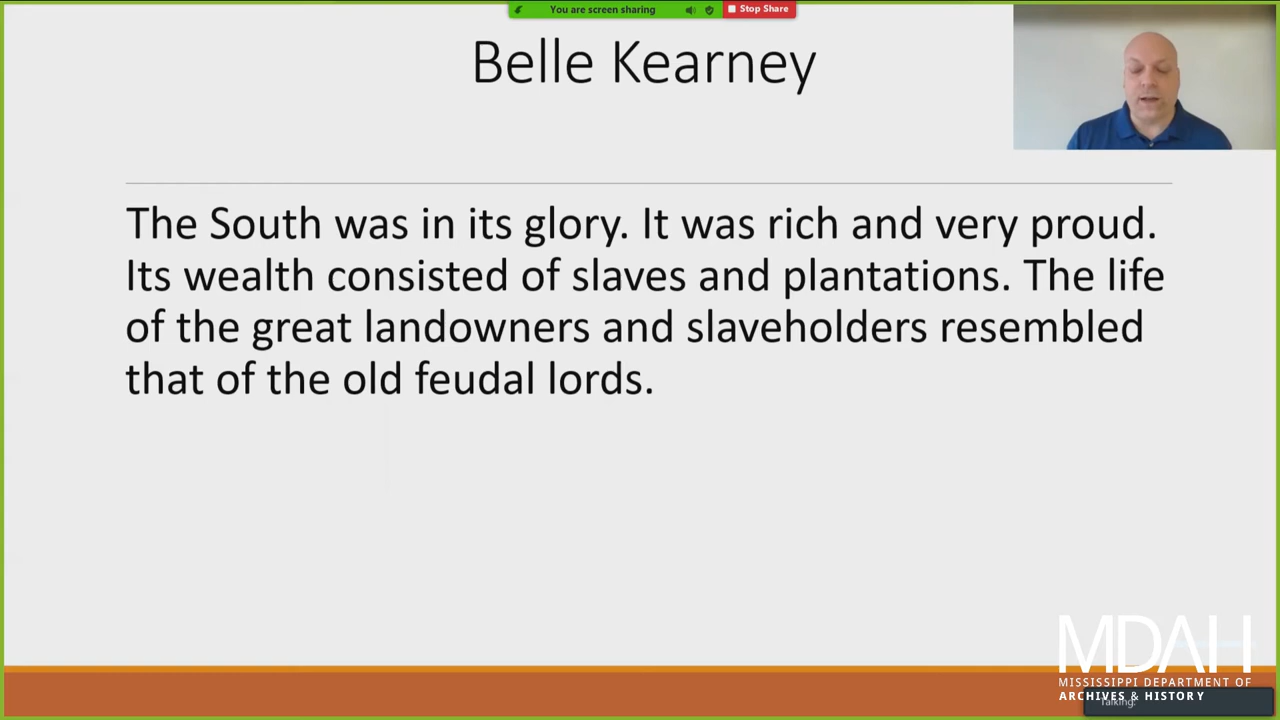 You are screen sharing
Stop Share
Belle Kearney
The South was in its glory. It was rich and very proud.
Its wealth consisted of slaves and plantations. The life
of the great landowners and slaveholders resembled
that of the old feudal lords.
MDAH
MISSISSIPPI DEPARTMENT OF
ARCHIVES & HISTORY
Talking: